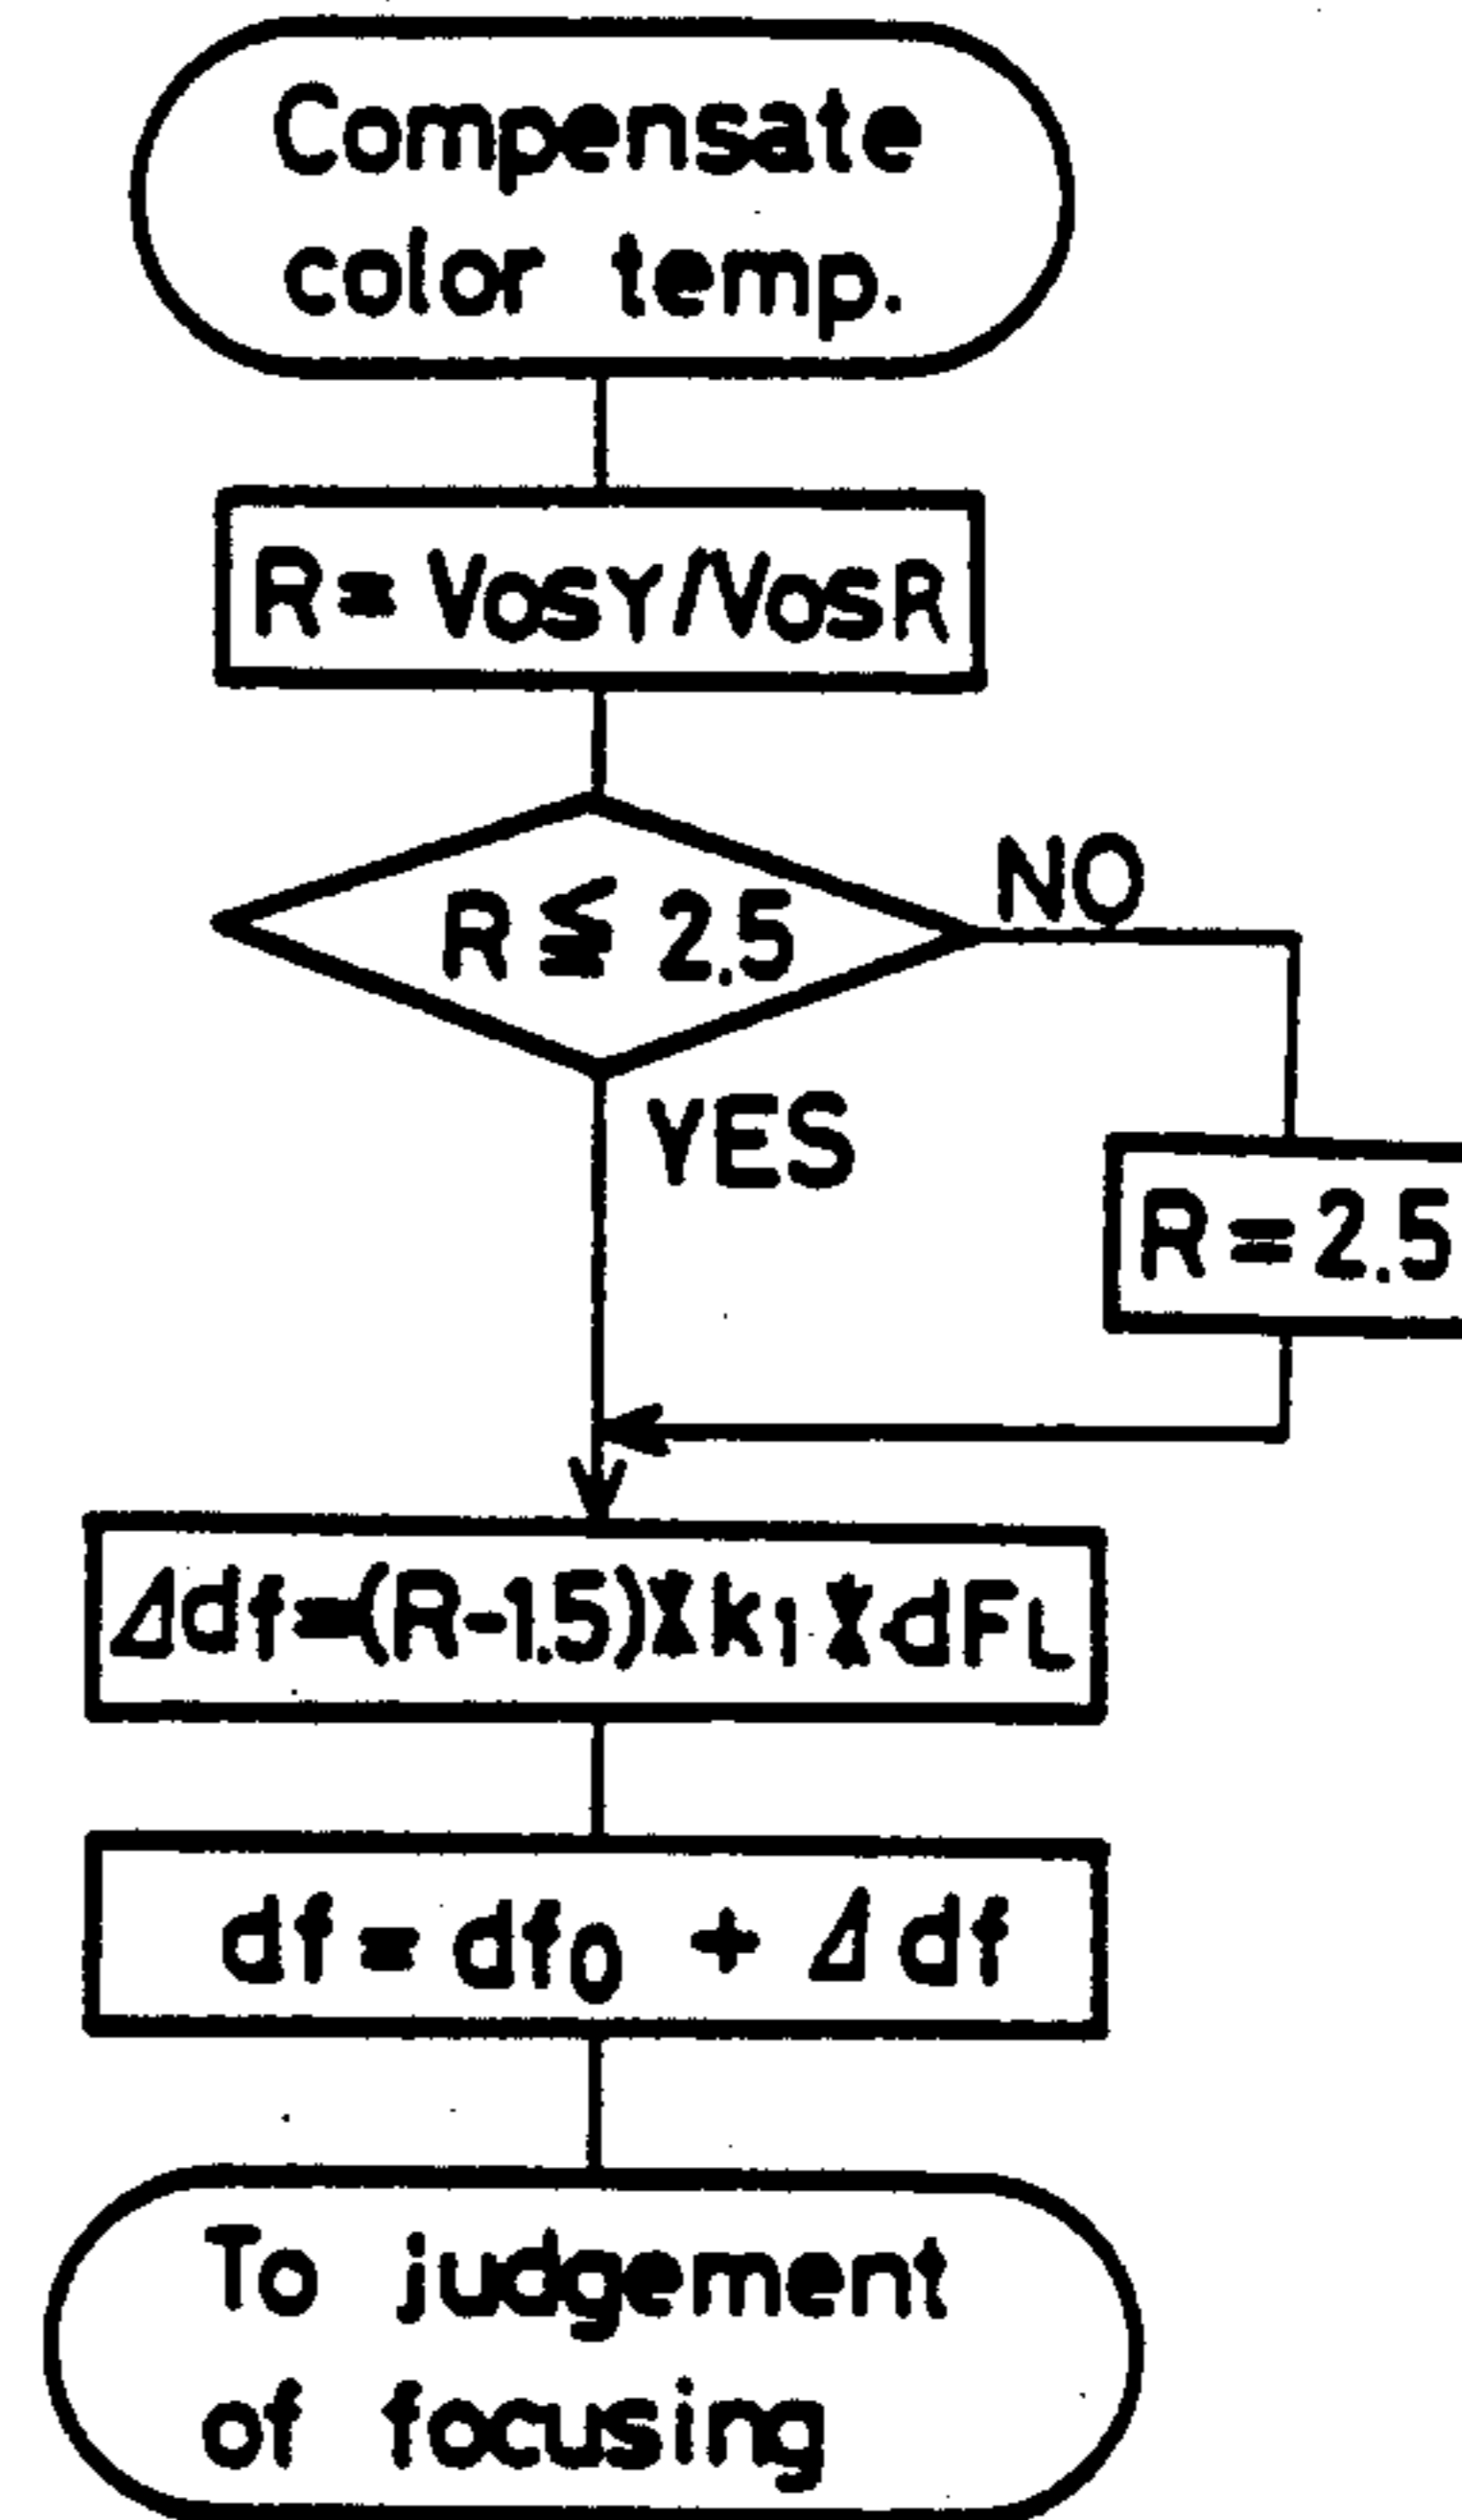 Compensate
color temp.
R=VosY/VosR
R≦2.5
NO
YES
R=2.5
Δdf=(R-1.5)×k1×dFL
df=df0 + Δdf
To judgement
of focusing